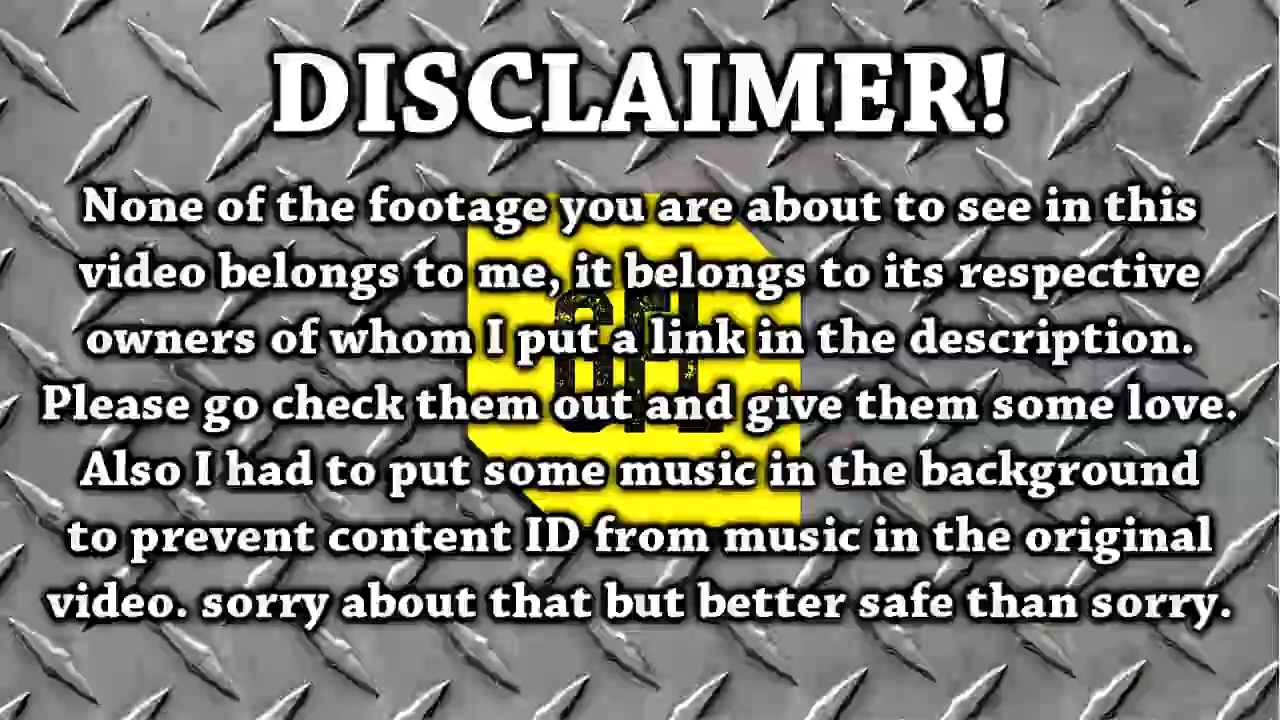 DISCLAIMER!
None of the footage you are about to see in this
video belongs to me, it belongs to its respective
owners of whom I put a link in the description.
Please go check them out and give them some love.
Also I had to put some music in the background
to prevent content ID from music in the original
video. sorry about that but better safe than sorry.